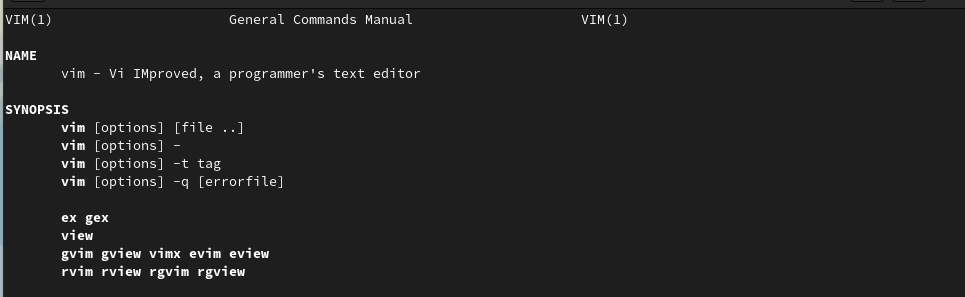 VIM(1) General Commands Manual VIM(1)
NAME
vim - Vi IMproved, a programmer's text editor
SYNOPSIS
vim [options] [file ..]
vim [options] -
vim [options] -t tag
vim [options] -q [errorfile]
ex gex
view
gvim gview vimx evim eview
rvim rview rgvim rgview